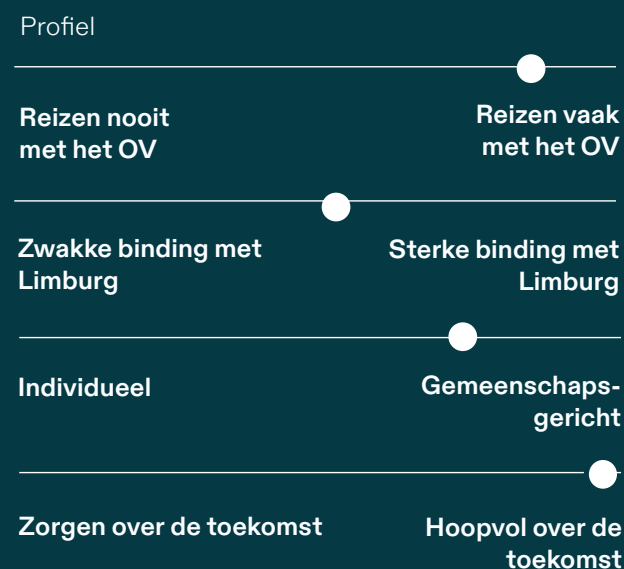 Profiel
Reizen nooit
met het OV
Reizen vaak
met het OV
Zwakke binding met
Limburg
Sterke binding met
Limburg
Individueel
Gemeenschaps-
gericht
Zorgen over de toekomst
Hoopvol over de
toekomst